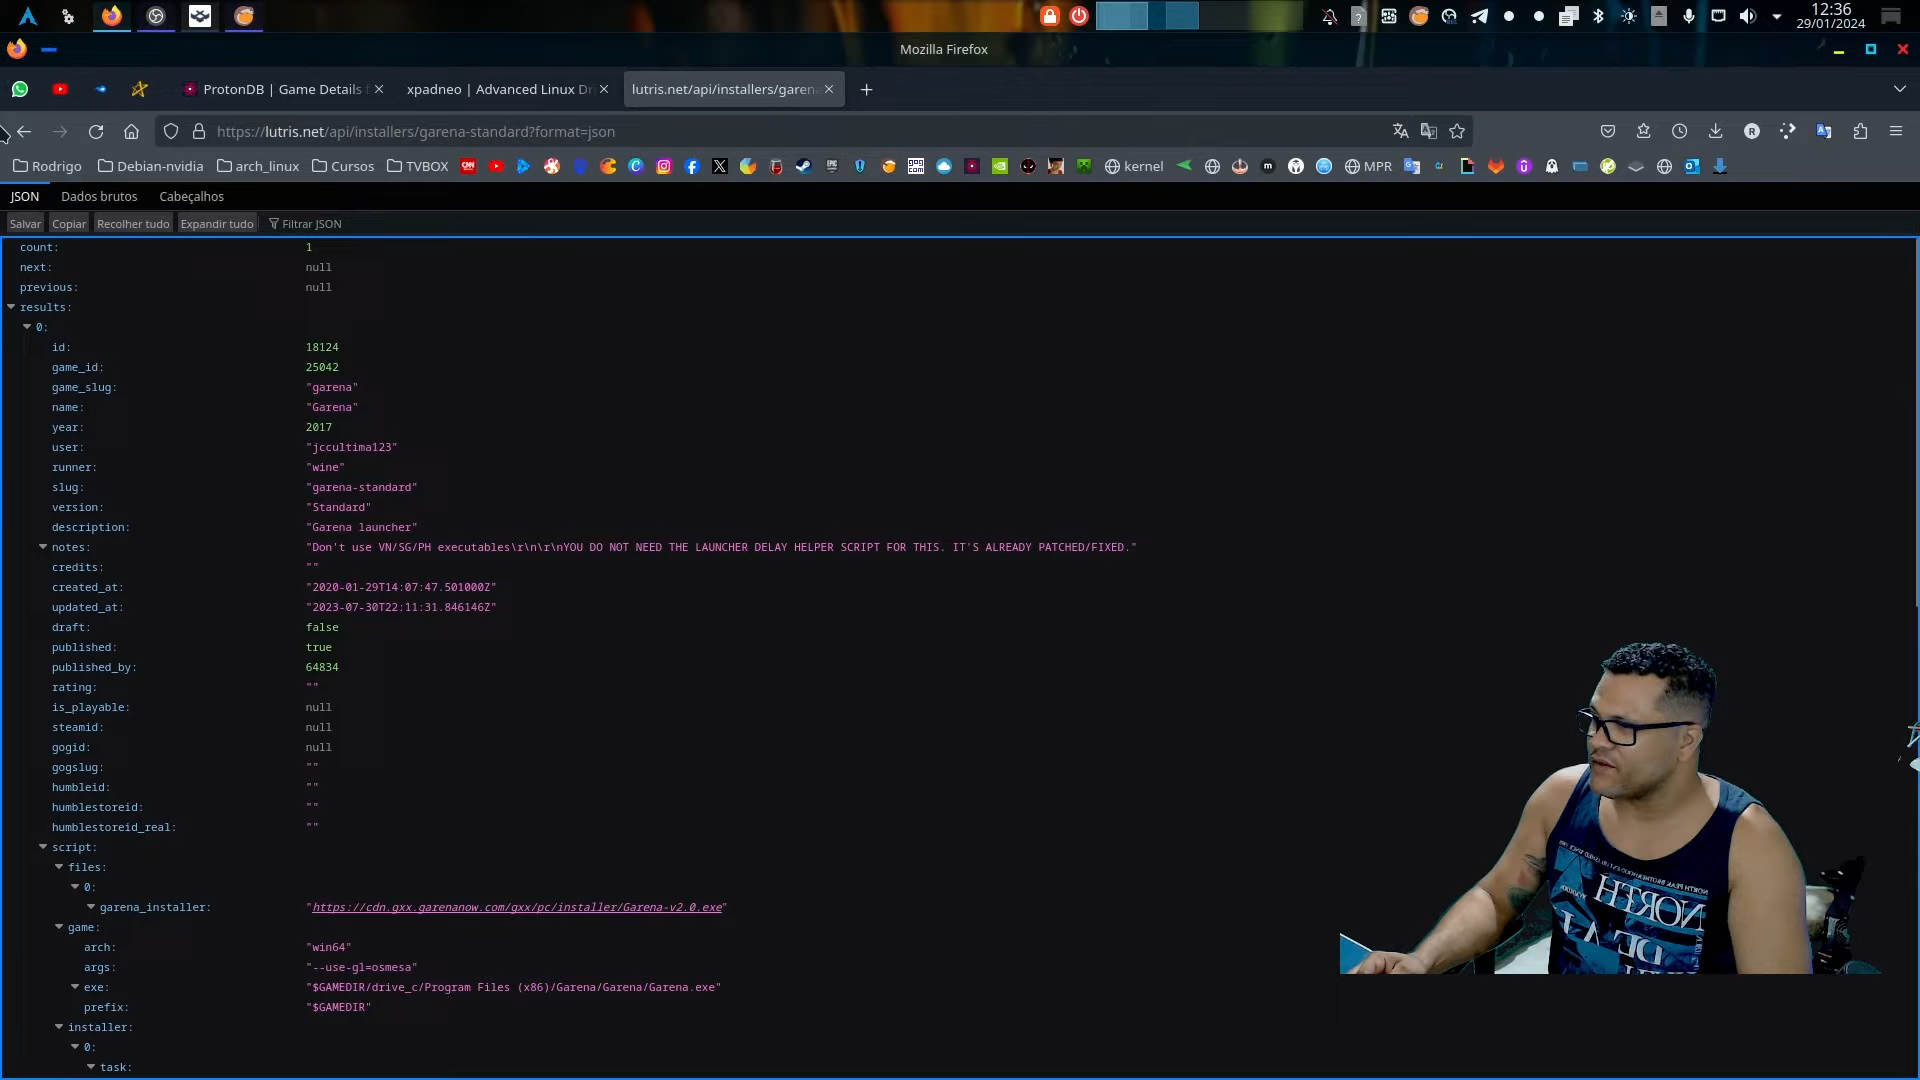 12:36
29/01/2024
Mozilla Firefox
ProtonDB | Game Details f
xpadneo | Advanced Linux Dr
lutris.net/api/installers/garen
https://lutris.net/api/installers/garena-standard?format=json
Rodrigo
Debian-nvidia
arch_linux
Cursos
TVBOX
kernel
MPR
JSON
Dados brutos
Cabeçalhos
Salvar
Copiar
Recolher tudo
Expandir tudo
Filtrar JSON
count: 1
next: null
previous: null
results:
0:
id: 18124
game_id: 25042
game_slug: "garena"
name: "Garena"
year: 2017
user: "jccultima123"
runner: "wine"
slug: "garena-standard"
version: "Standard"
description: "Garena launcher"
notes: "Don't use VN/SG/PH executables\r\n\r\nYOU DO NOT NEED THE LAUNCHER DELAY HELPER SCRIPT FOR THIS. IT'S ALREADY PATCHED/FIXED."
credits: ""
created_at: "2020-01-29T14:07:47.501000Z"
updated_at: "2023-07-30T22:11:31.846146Z"
draft: false
published: true
published_by: 64834
rating: ""
is_playable: null
steamid: null
gogid: null
gogslug: ""
humbleid: ""
humblestoreid: ""
humblestoreid_real: ""
script:
files:
0:
garena_installer: "https://cdn.gxx.garenanow.com/gxx/pc/installer/Garena-v2.0.exe"
game:
arch: "win64"
args: "--use-gl=osmesa"
exe: "$GAMEDIR/drive_c/Program Files (x86)/Garena/Garena/Garena.exe"
prefix: "$GAMEDIR"
installer:
0:
task:
NORTH